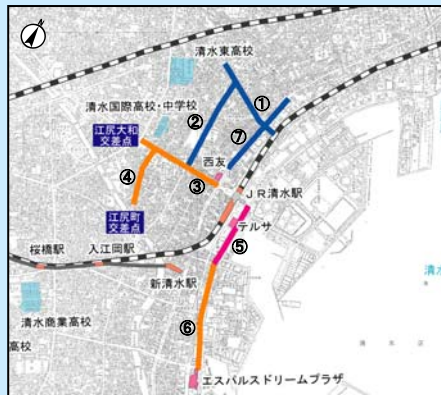 清水東高校
①
清水国際高校・中学校
②
⑦
江尻大和
交差点
西友
③
④
JR清水駅
江尻町
交差点
テルサ
⑤
桜橋駅
入江岡駅
新清水駅
清水商業高校
⑥
高校
エスパルスドリームプラザ